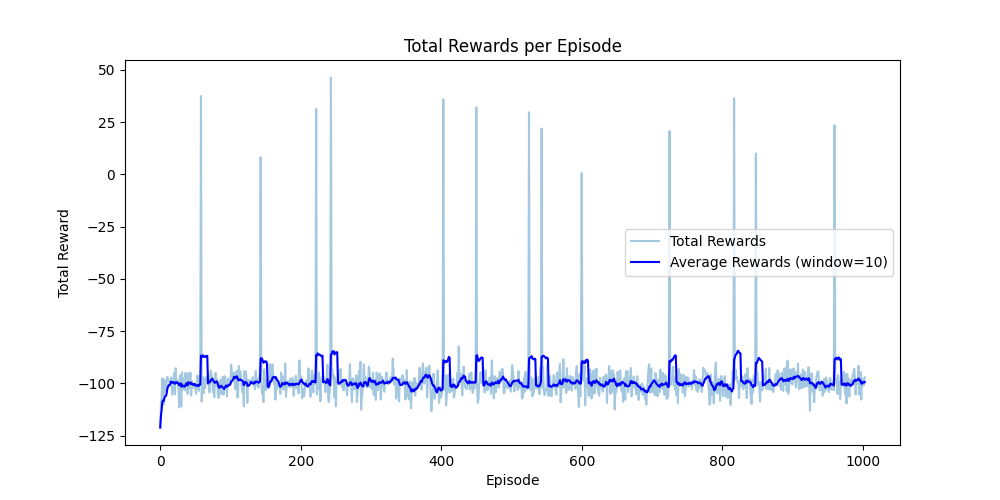 Total Rewards per Episode
50
25
0
−25
−50
−75
−100
−125
Total Reward
Total Rewards
Average Rewards (window=10)
0 200 400 600 800 1000
Episode